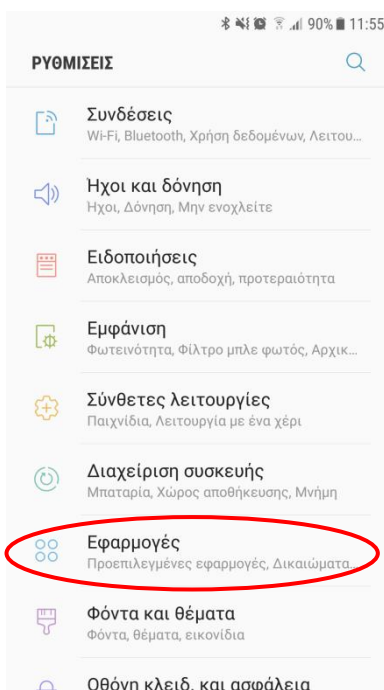 90% 11:55
ΡΥΘΜΙΣΕΙΣ
Συνδέσεις
Wi-Fi, Bluetooth, Χρήση δεδομένων, Λειτου...
Ήχοι και δόνηση
Ήχοι, Δόνηση, Μην ενοχλείτε
Ειδοποιήσεις
Αποκλεισμός, αποδοχή, προτεραιότητα
Εμφάνιση
Φωτεινότητα, Φίλτρο μπλε φωτός, Αρχικ...
Σύνθετες λειτουργίες
Παιχνίδια, Λειτουργία με ένα χέρι
Διαχείριση συσκευής
Μπαταρία, Χώρος αποθήκευσης, Μνήμη
Εφαρμογές
Προεπιλεγμένες εφαρμογές, Δικαιώματα...
Φόντα και θέματα
Φόντα, θέματα, εικονίδια
Οθόνη κλειδ. και ασφάλεια